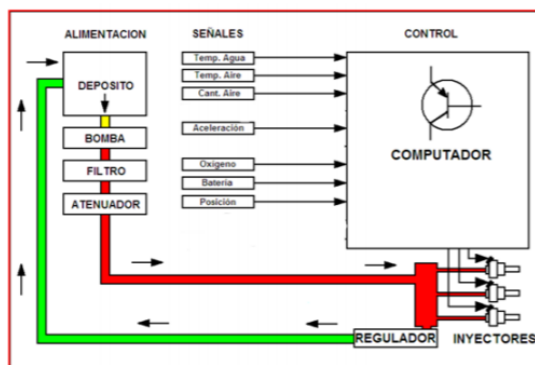 ALIMENTACION
SEÑALES
CONTROL
DEPOSITO
BOMBA
FILTRO
ATENUADOR
Temp. Agua
Temp. Aire
Cant. Aire
Aceleración
Oxígeno
Batería
Posición
COMPUTADOR
REGULADOR
INYECTORES